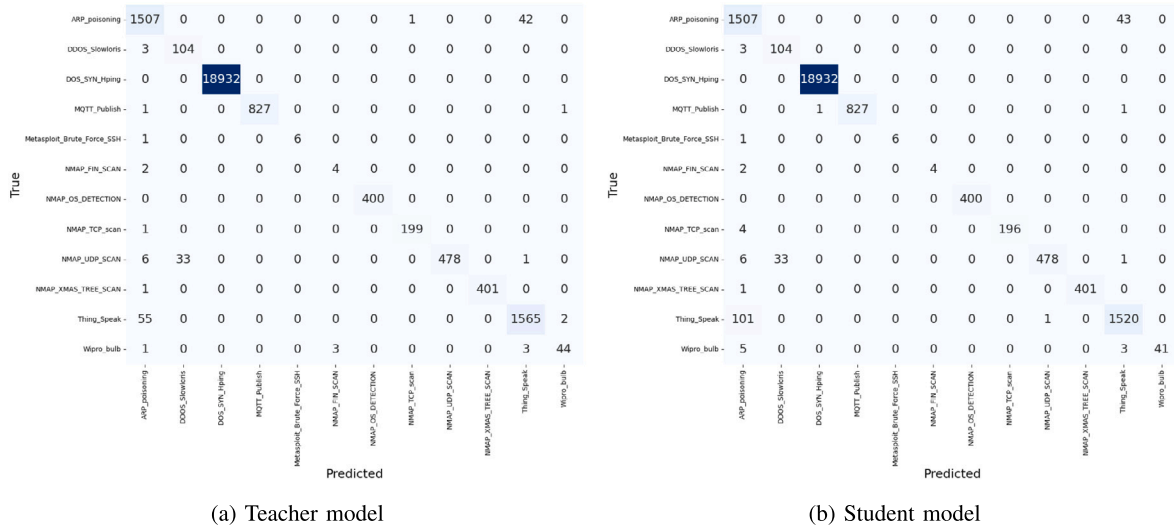 ARP_poisoning 1507 0 0 0 0 0 0 1 0 0 42 0
DDOS_Slowloris 3 104 0 0 0 0 0 0 0 0 0 0
DOS_SYN_Hping 0 0 18932 0 0 0 0 0 0 0 0 0
MQTT_Publish 1 0 0 827 0 0 0 0 0 0 0 1
Metasploit_Brute_Force_SSH 1 0 0 0 6 0 0 0 0 0 0 0
NMAP_FIN_SCAN 2 0 0 0 0 4 0 0 0 0 0 0
NMAP_OS_DETECTION 0 0 0 0 0 0 400 0 0 0 0 0
NMAP_TCP_scan 1 0 0 0 0 0 0 199 0 0 0 0
NMAP_UDP_SCAN 6 33 0 0 0 0 0 0 478 0 1 0
NMAP_XMAS_TREE_SCAN 1 0 0 0 0 0 0 0 0 401 0 0
Thing_Speak 55 0 0 0 0 0 0 0 0 0 1565 2
Wipro_bulb 1 0 0 0 0 3 0 0 0 0 3 44
True
ARP_poisoning
DDOS_Slowloris
DOS_SYN_Hping
MQTT_Publish
Metasploit_Brute_Force_SSH
NMAP_FIN_SCAN
NMAP_OS_DETECTION
NMAP_TCP_scan
NMAP_UDP_SCAN
NMAP_XMAS_TREE_SCAN
Thing_Speak
Wipro_bulb
Predicted
(a) Teacher model
ARP_poisoning 1507 0 0 0 0 0 0 0 0 0 43 0
DDOS_Slowloris 3 104 0 0 0 0 0 0 0 0 0 0
DOS_SYN_Hping 0 0 18932 0 0 0 0 0 0 0 0 0
MQTT_Publish 0 0 1 827 0 0 0 0 0 0 1 0
Metasploit_Brute_Force_SSH 1 0 0 0 6 0 0 0 0 0 0 0
NMAP_FIN_SCAN 2 0 0 0 0 4 0 0 0 0 0 0
NMAP_OS_DETECTION 0 0 0 0 0 0 400 0 0 0 0 0
NMAP_TCP_scan 4 0 0 0 0 0 0 196 0 0 0 0
NMAP_UDP_SCAN 6 33 0 0 0 0 0 0 478 0 1 0
NMAP_XMAS_TREE_SCAN 1 0 0 0 0 0 0 0 0 401 0 0
Thing_Speak 101 0 0 0 0 0 0 0 1 0 1520 0
Wipro_bulb 5 0 0 0 0 0 0 0 0 0 3 41
True
ARP_poisoning
DDOS_Slowloris
DOS_SYN_Hping
MQTT_Publish
Metasploit_Brute_Force_SSH
NMAP_FIN_SCAN
NMAP_OS_DETECTION
NMAP_TCP_scan
NMAP_UDP_SCAN
NMAP_XMAS_TREE_SCAN
Thing_Speak
Wipro_bulb
Predicted
(b) Student model